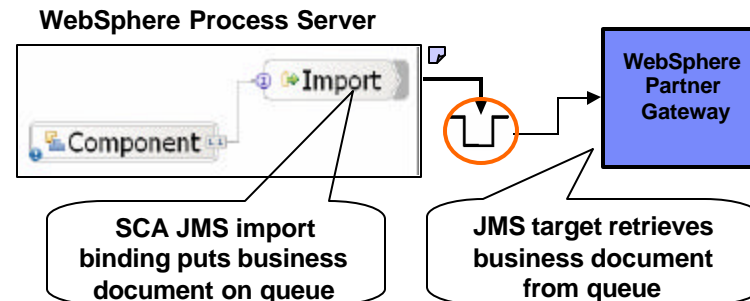 WebSphere Process Server
Import
Component
WebSphere
Partner
Gateway
SCA JMS import
binding puts business
document on queue
JMS target retrieves
business document
from queue